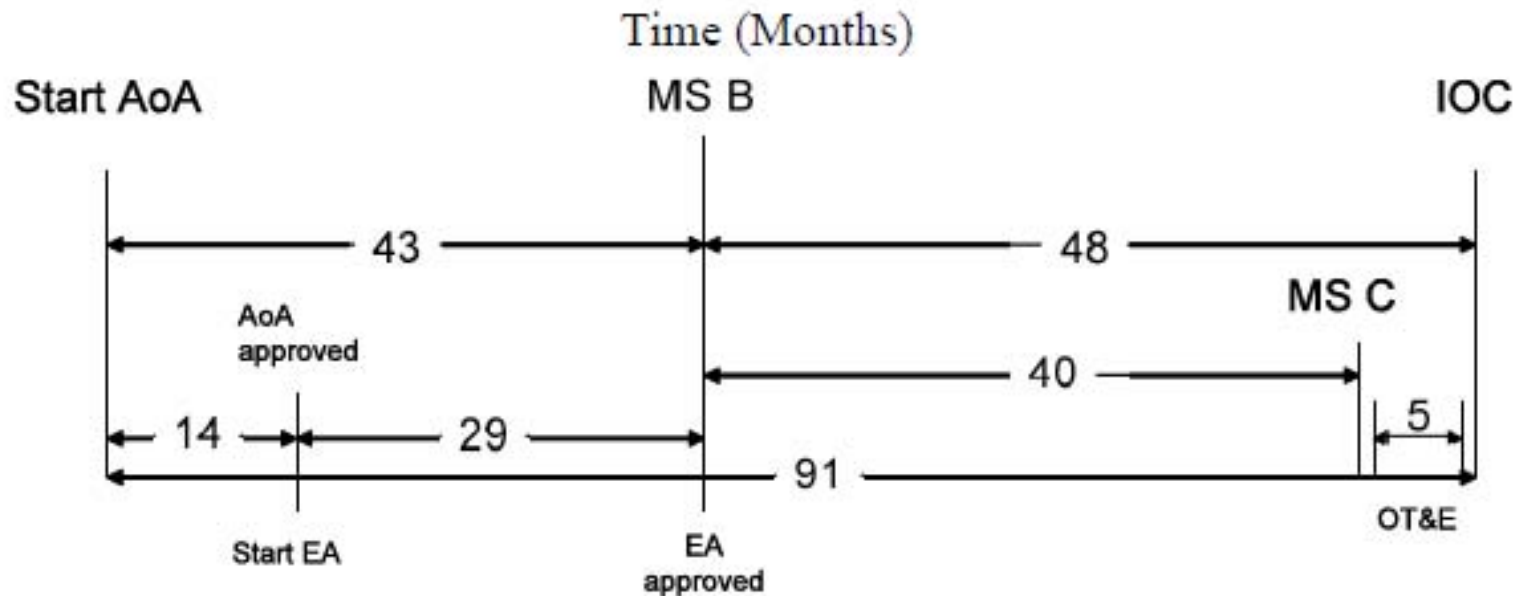 Time (Months)
Start AoA
MS B
IOC
43
48
MS C
AoA
approved
40
14
29
5
91
OT&E
Start EA
EA
approved